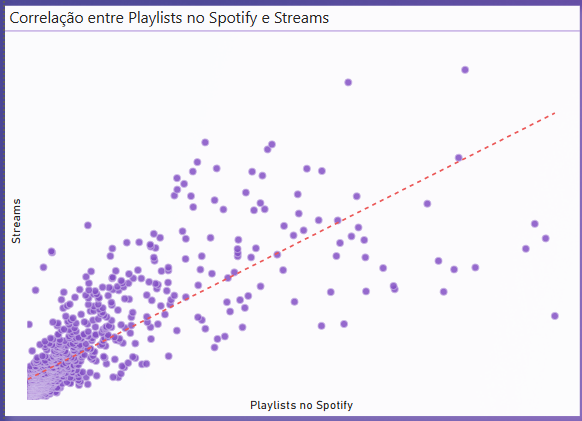 Correlação entre Playlists no Spotify e Streams
Streams
Playlists no Spotify